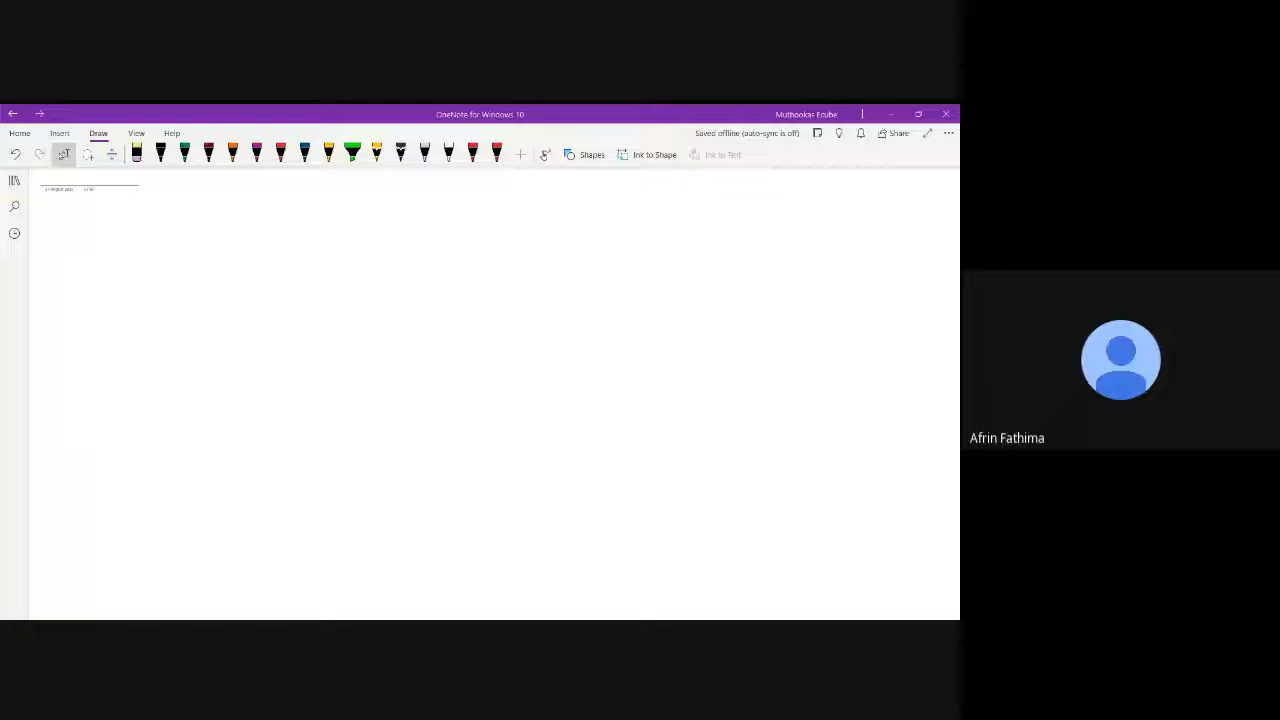 OneNote for Windows 10
Muthookas Ecube
Home Insert Draw View Help
Saved offline (auto-sync is off)
Share
Shapes
Ink to Shape
Ink to Text
Afrin Fathima